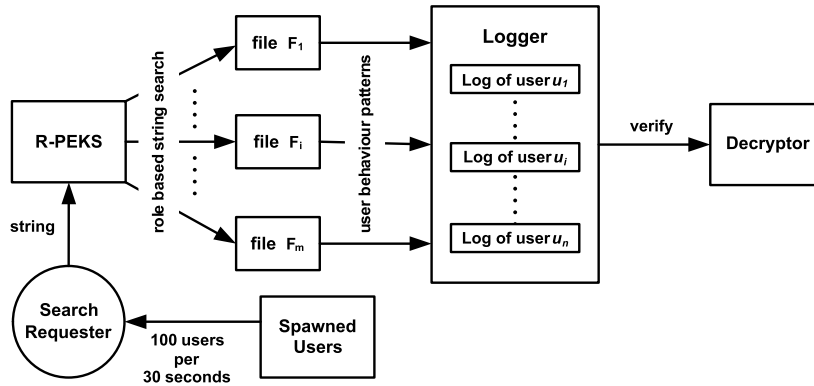 R-PEKS
string
Search
Requester
100 users
per
30 seconds
Spawned
Users
role based string search
file F1
file Fi
file Fm
user behaviour patterns
Logger
Log of user u1
Log of user ui
Log of user un
verify
Decryptor